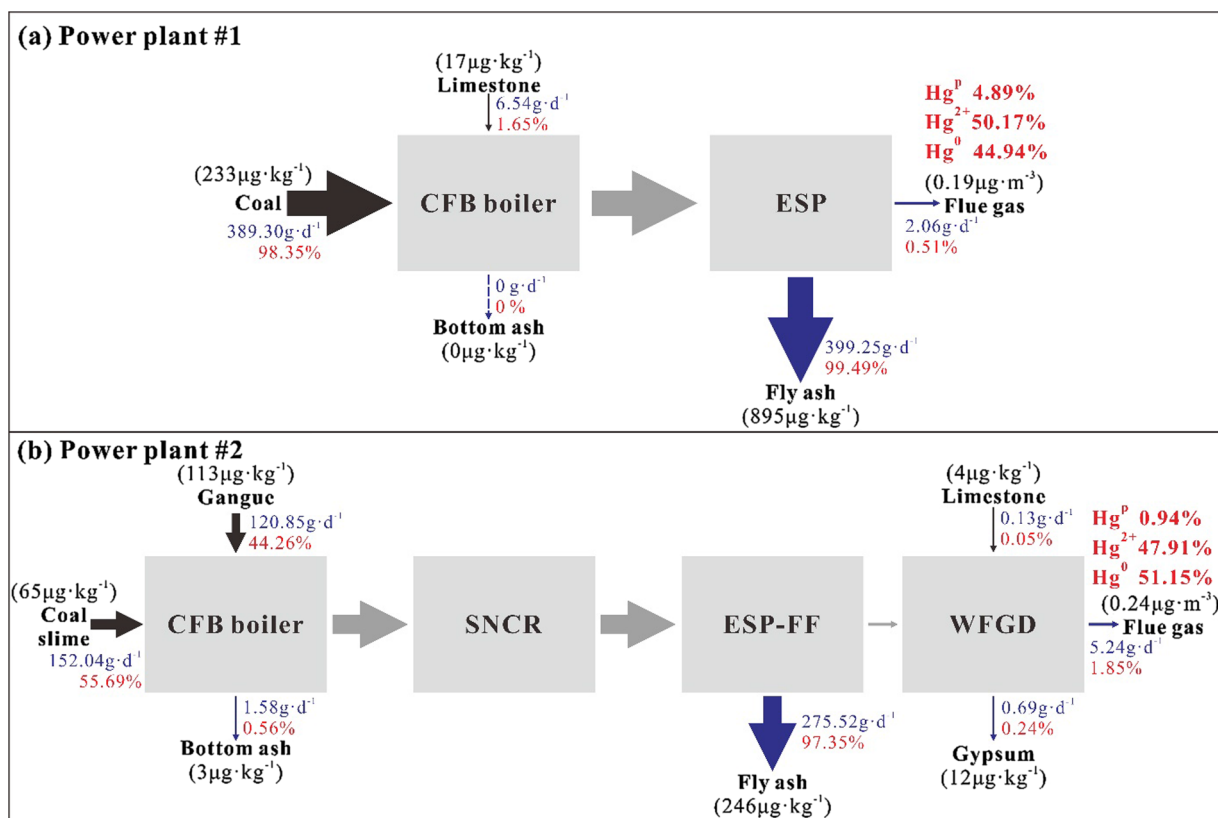 (a) Power plant #1
(17μg·kg⁻¹)
Limestone
6.54g·d⁻¹
1.65%
Hgᵖ 4.89%
Hg²⁺50.17%
Hg⁰ 44.94%
(233μg·kg⁻¹)
Coal
389.30g·d⁻¹
98.35%
CFB boiler
ESP
(0.19μg·m⁻³)
Flue gas
2.06g·d⁻¹
0.51%
0 g·d⁻¹
0 %
Bottom ash
(0μg·kg⁻¹)
399.25g·d⁻¹
99.49%
Fly ash
(895μg·kg⁻¹)
(b) Power plant #2
(113μg·kg⁻¹)
Ganguc
120.85g·d⁻¹
44.26%
(4μg·kg⁻¹)
Limestone
0.13g·d⁻¹
0.05%
Hgᵖ 0.94%
Hg²⁺47.91%
Hg⁰ 51.15%
(65μg·kg⁻¹)
Coal
slime
152.04g·d⁻¹
55.69%
CFB boiler
SNCR
ESP-FF
WFGD
(0.24μg·m⁻³)
Flue gas
5.24g·d⁻¹
1.85%
1.58g·d⁻¹
0.56%
Bottom ash
(3μg·kg⁻¹)
275.52g·d⁻¹
97.35%
Fly ash
(246μg·kg⁻¹)
0.69g·d⁻¹
0.24%
Gypsum
(12μg·kg⁻¹)